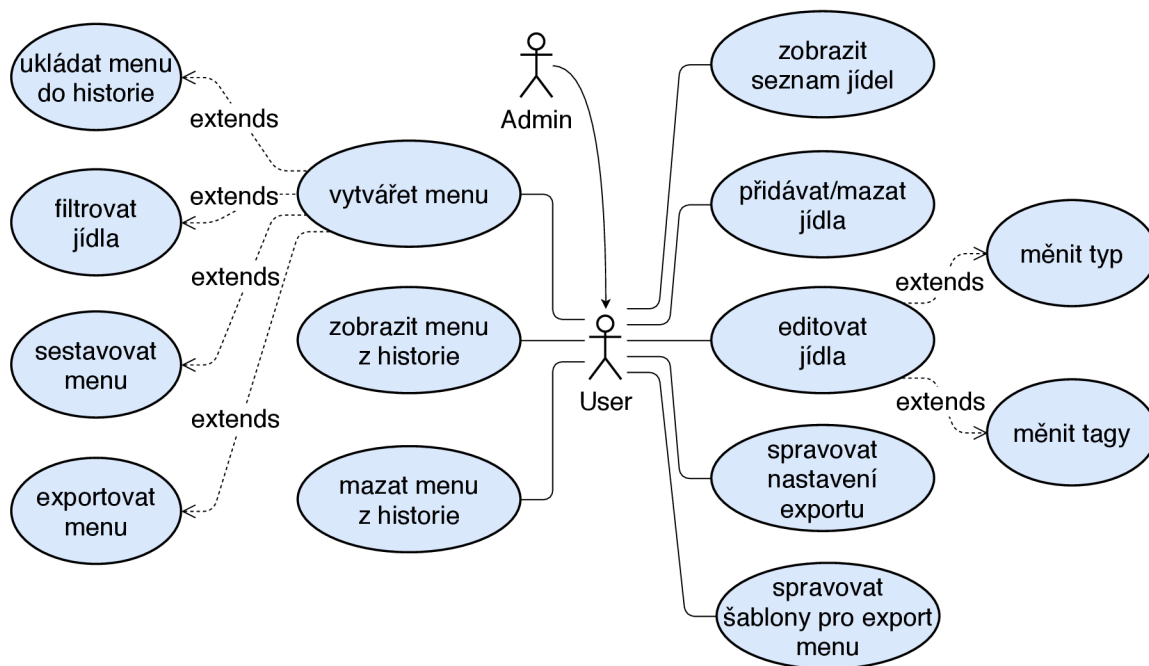 ukládat menu
do historie
extends
Admin
zobrazit
seznam jídel
filtrovat
jídla
extends
vytvářet menu
přidávat/mazat
jídla
extends
sestavovat
menu
zobrazit menu
z historie
User
editovat
jídla
extends
měnit typ
extends
měnit tagy
extends
exportovat
menu
mazat menu
z historie
spravovat
nastavení
exportu
spravovat
šablony pro export
menu